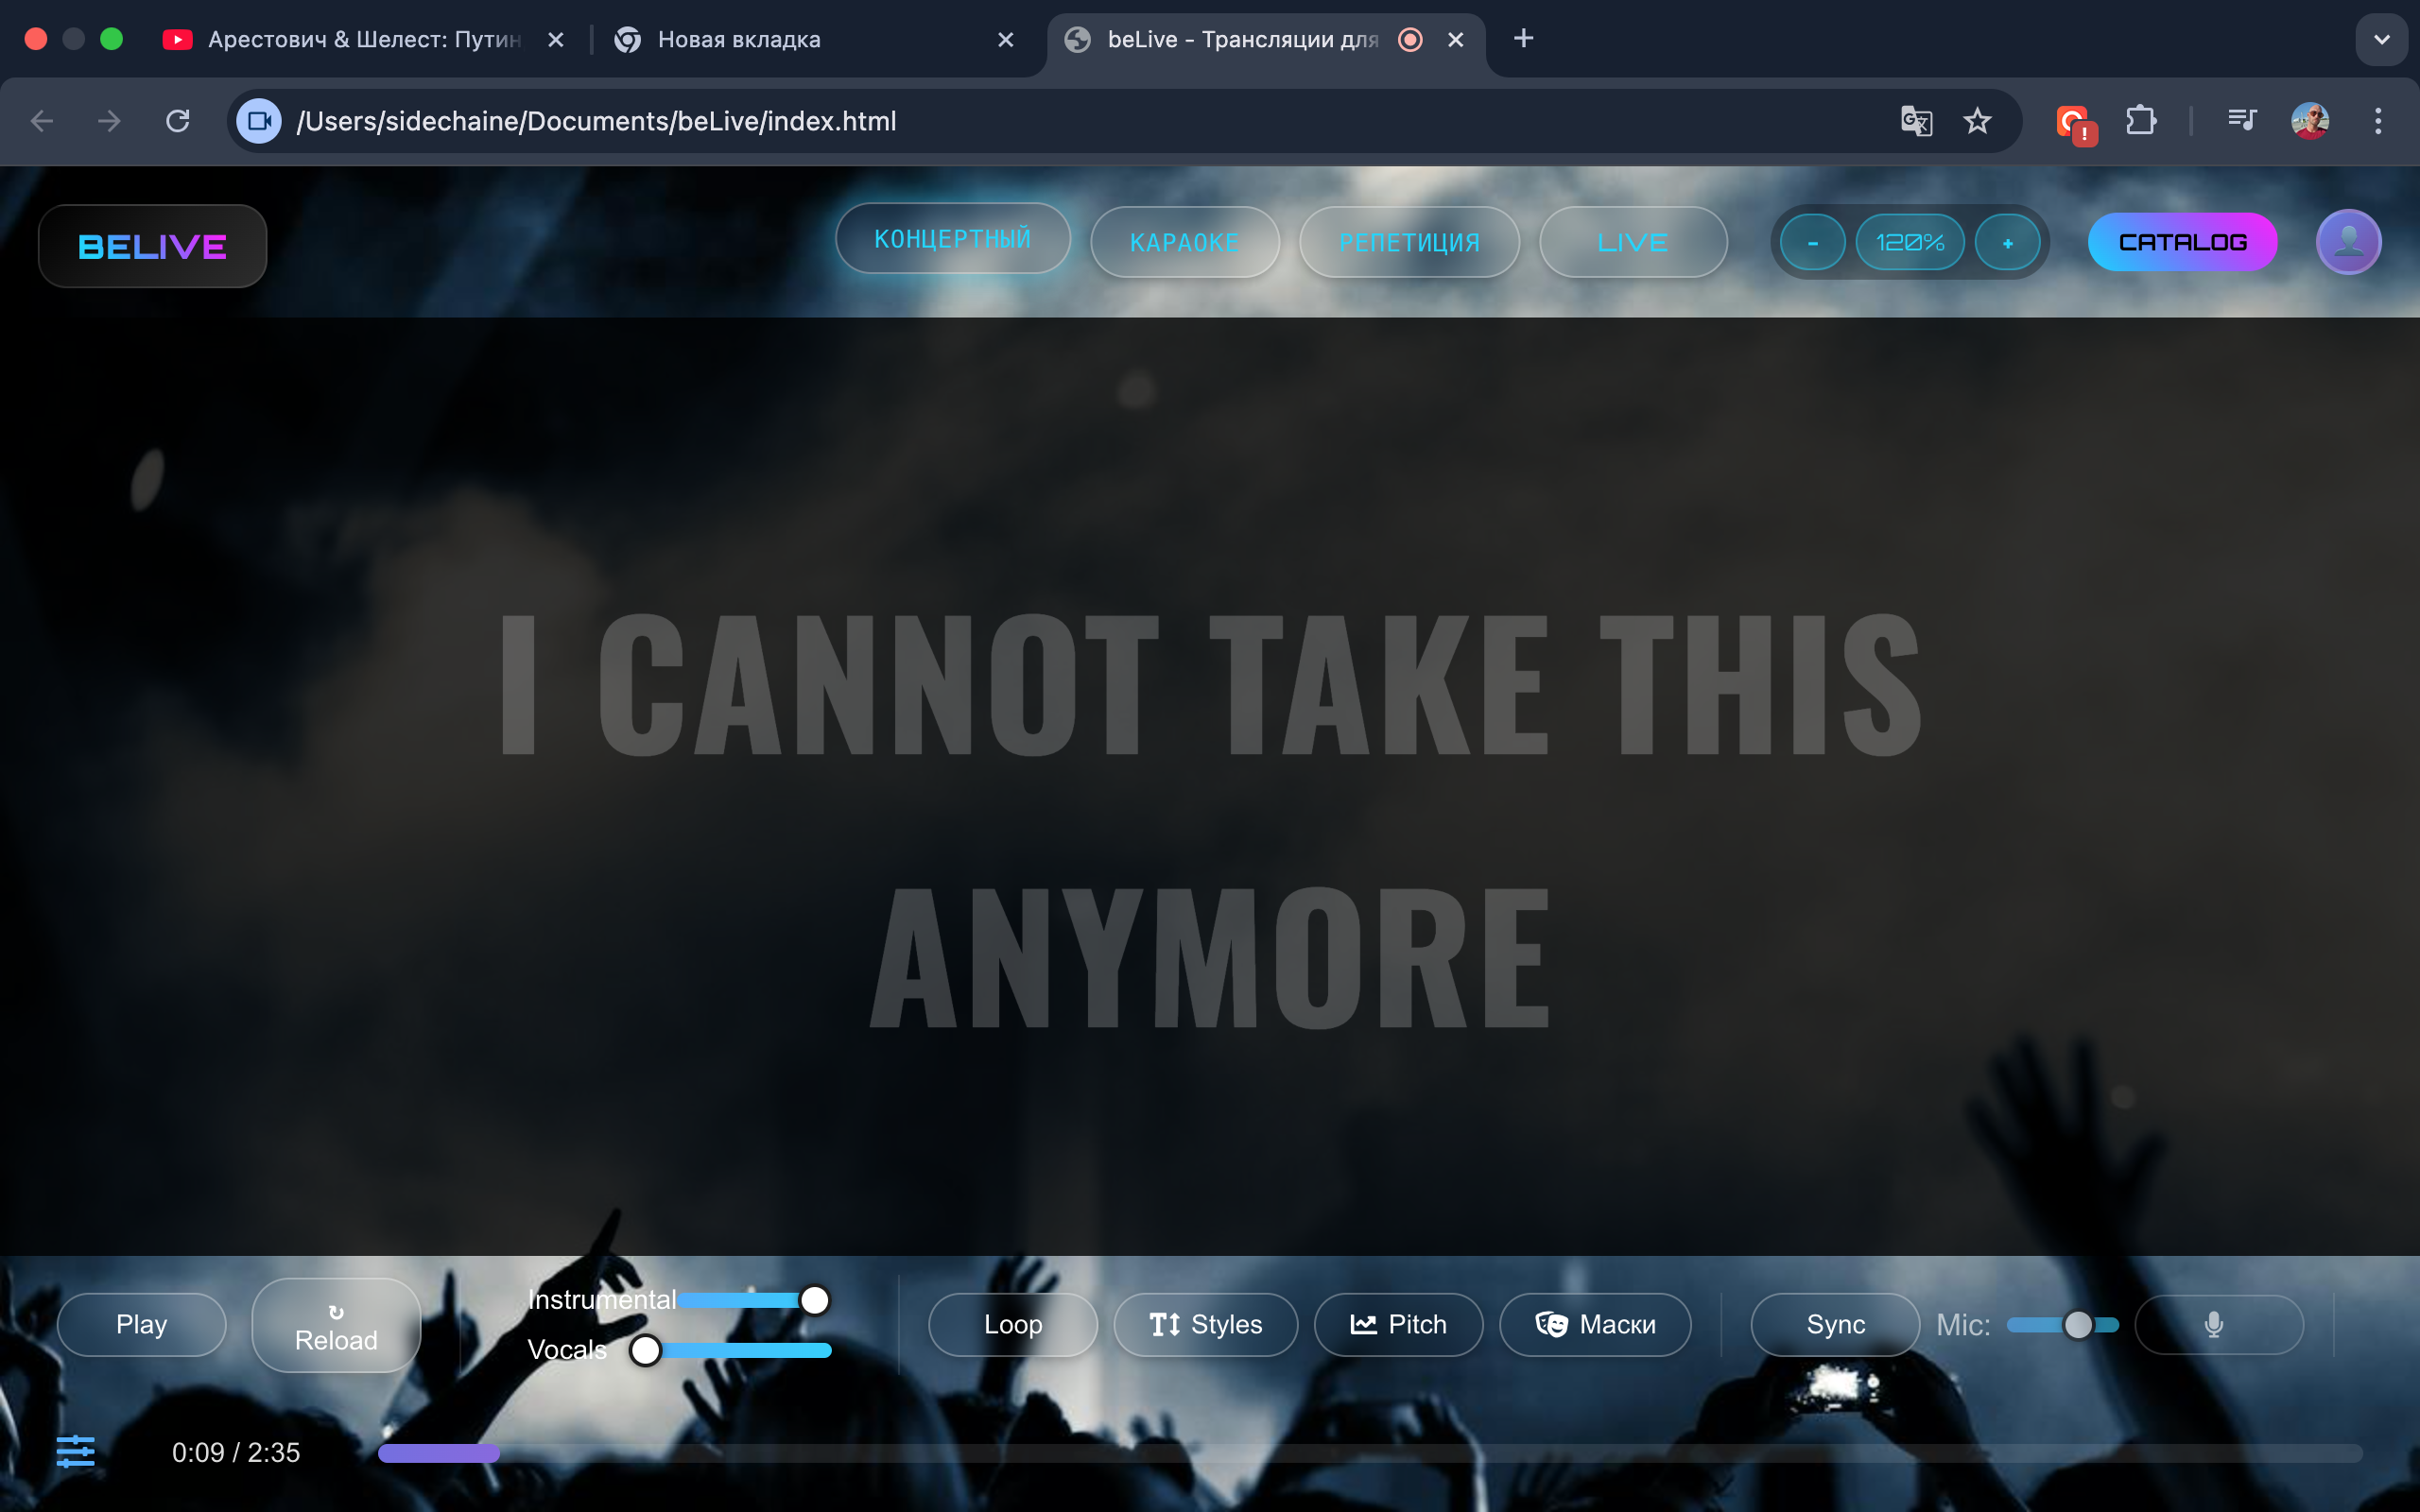 Арестович & Шелест: Путин
Новая вкладка
beLive - Трансляции для
/Users/sidechaine/Documents/beLive/index.html
BELIVE
КОНЦЕРТНЫЙ
КАРАОКЕ
РЕПЕТИЦИЯ
LIVE
-
120%
+
CATALOG
I CANNOT TAKE THIS
ANYMORE
Play
↻
Reload
Instrumental
Vocals
Loop
Styles
Pitch
Маски
Sync
Mic:
0:09 / 2:35